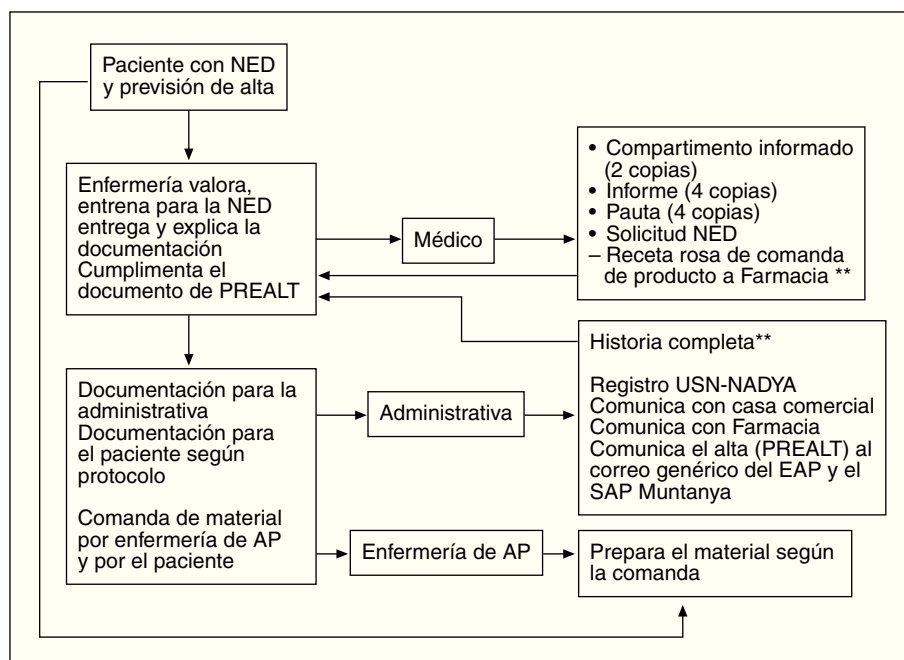 Paciente con NED
y previsión de alta
Enfermería valora,
entrena para la NED
entrega y explica la
documentación
Cumplimenta el
documento de PREALT
Médico
• Compartimento informado
(2 copias)
• Informe (4 copias)
• Pauta (4 copias)
• Solicitud NED
– Receta rosa de comanda
de producto a Farmacia **
Documentación para la
administrativa
Documentación para
el paciente según
protocolo
Comanda de material
por enfermería de AP
y por el paciente
Administrativa
Historia completa**
Registro USN-NADYA
Comunica con casa comercial
Comunica con Farmacia
Comunica el alta (PREALT) al
correo genérico del EAP y el
SAP Muntanya
Enfermería de AP
Prepara el material según
la comanda